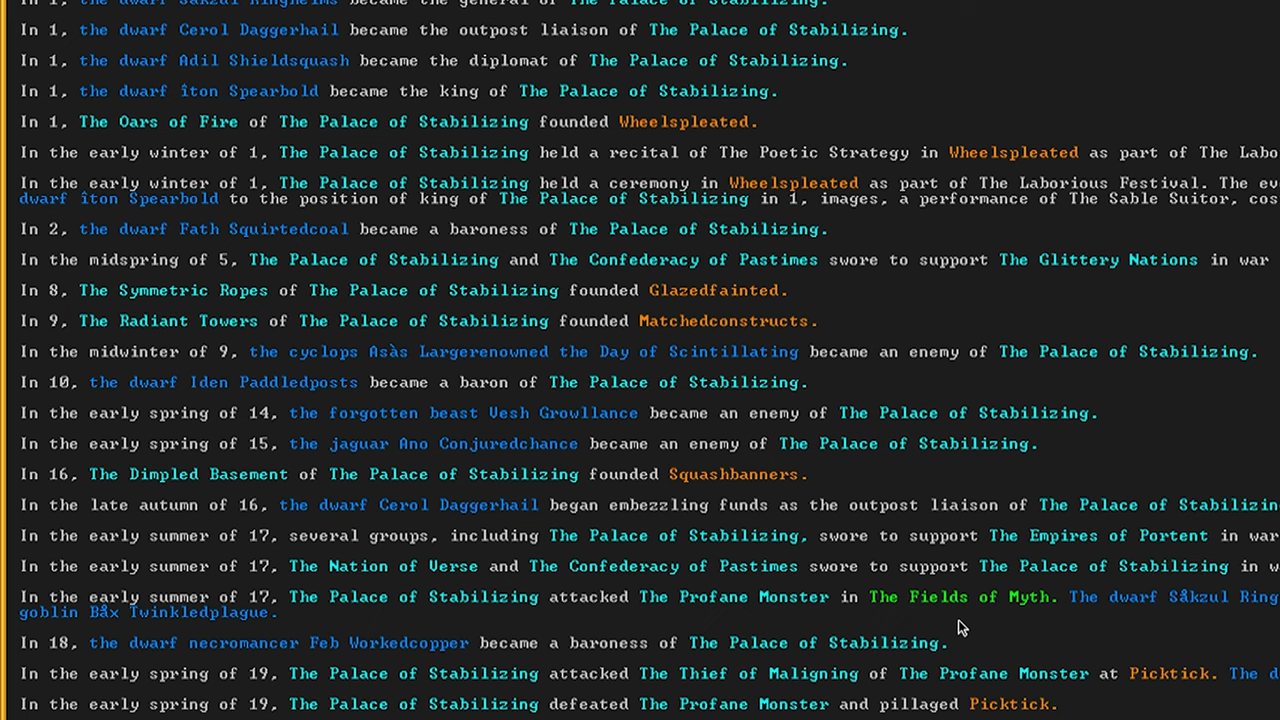 In 1, the dwarf Såkzul Ringhelms became the general of The Palace of Stabilizing.
In 1, the dwarf Cerol Daggerhail became the outpost liaison of The Palace of Stabilizing.
In 1, the dwarf Adil Shieldsquash became the diplomat of The Palace of Stabilizing.
In 1, the dwarf îton Spearbold became the king of The Palace of Stabilizing.
In 1, The Oars of Fire of The Palace of Stabilizing founded Wheelspleated.
In the early winter of 1, The Palace of Stabilizing held a recital of The Poetic Strategy in Wheelspleated as part of The Labo
In the early winter of 1, The Palace of Stabilizing held a ceremony in Wheelspleated as part of The Laborious Festival. The ev
dwarf îton Spearbold to the position of king of The Palace of Stabilizing in 1, images, a performance of The Sable Suitor, cos
In 2, the dwarf Fath Squirtedcoal became a baroness of The Palace of Stabilizing.
In the midspring of 5, The Palace of Stabilizing and The Confederacy of Pastimes swore to support The Glittery Nations in war
In 8, The Symmetric Ropes of The Palace of Stabilizing founded Glazedfainted.
In 9, The Radiant Towers of The Palace of Stabilizing founded Matchedconstructs.
In the midwinter of 9, the cyclops Asàs Largerenowned the Day of Scintillating became an enemy of The Palace of Stabilizing.
In 10, the dwarf Iden Paddledposts became a baron of The Palace of Stabilizing.
In the early spring of 14, the forgotten beast Vesh Growllance became an enemy of The Palace of Stabilizing.
In the early spring of 15, the jaguar Ano Conjuredchance became an enemy of The Palace of Stabilizing.
In 16, The Dimpled Basement of The Palace of Stabilizing founded Squashbanners.
In the late autumn of 16, the dwarf Cerol Daggerhail began embezzling funds as the outpost liaison of The Palace of Stabilizin
In the early summer of 17, several groups, including The Palace of Stabilizing, swore to support The Empires of Portent in war
In the early summer of 17, The Nation of Verse and The Confederacy of Pastimes swore to support The Palace of Stabilizing in w
In the early summer of 17, The Palace of Stabilizing attacked The Profane Monster in The Fields of Myth. The dwarf Såkzul Ring
goblin Båx Twinkledplague.
In 18, the dwarf necromancer Feb Workedcopper became a baroness of The Palace of Stabilizing.
In the early spring of 19, The Palace of Stabilizing attacked The Thief of Maligning of The Profane Monster at Picktick. The d
In the early spring of 19, The Palace of Stabilizing defeated The Profane Monster and pillaged Picktick.